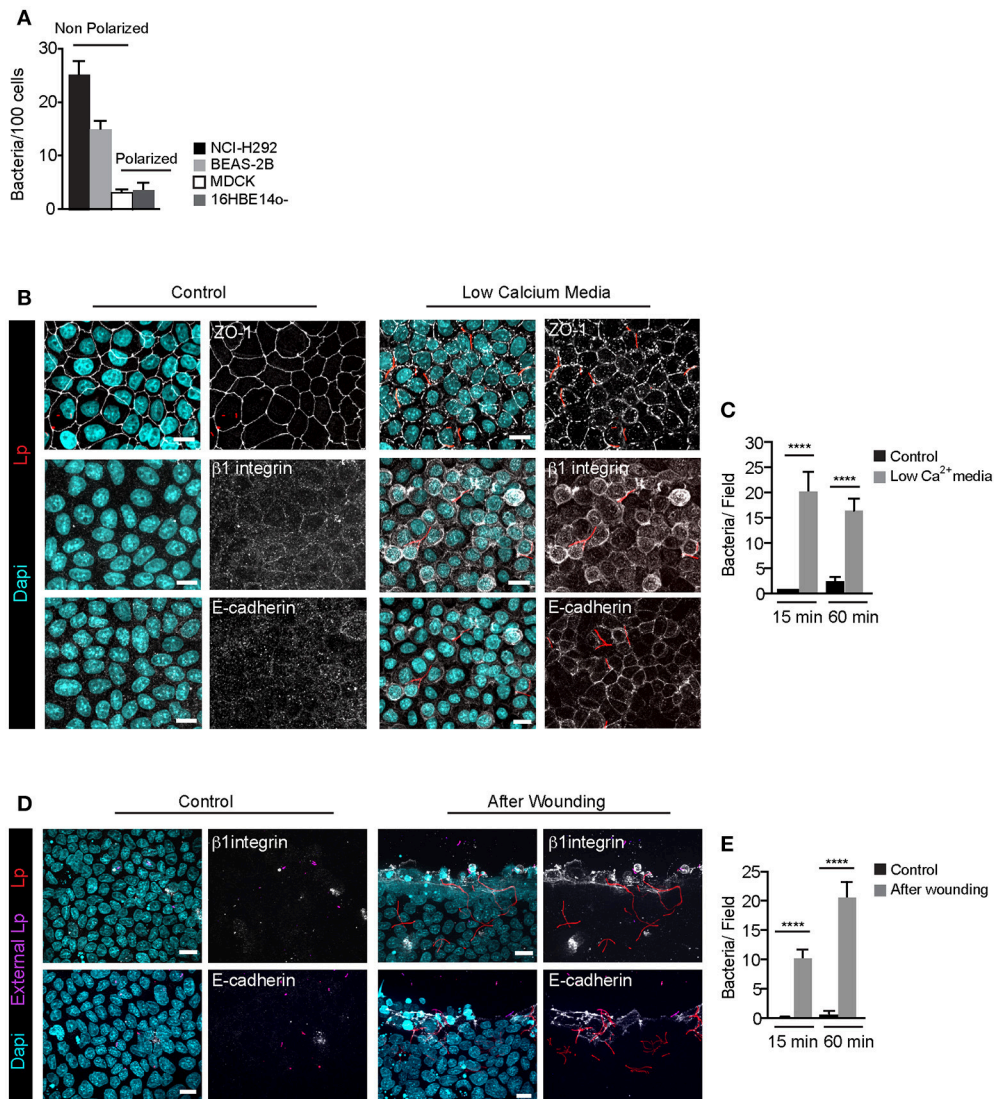 A
Non Polarized
30
20
10
0
Bacteria/100 cells
Polarized
NCI-H292
BEAS-2B
MDCK
16HBE14o-
B
Control
Low Calcium Media
Lp
Dapi
ZO-1
ZO-1
β1 integrin
β1 integrin
E-cadherin
E-cadherin
C
30
25
20
15
10
5
0
Bacteria/ Field
****
****
Control
Low Ca²⁺ media
15 min
60 min
D
Control
After Wounding
Lp
External Lp
Dapi
β1integrin
β1integrin
E-cadherin
E-cadherin
E
25
20
15
10
5
0
Bacteria/ Field
****
****
Control
After wounding
15 min
60 min